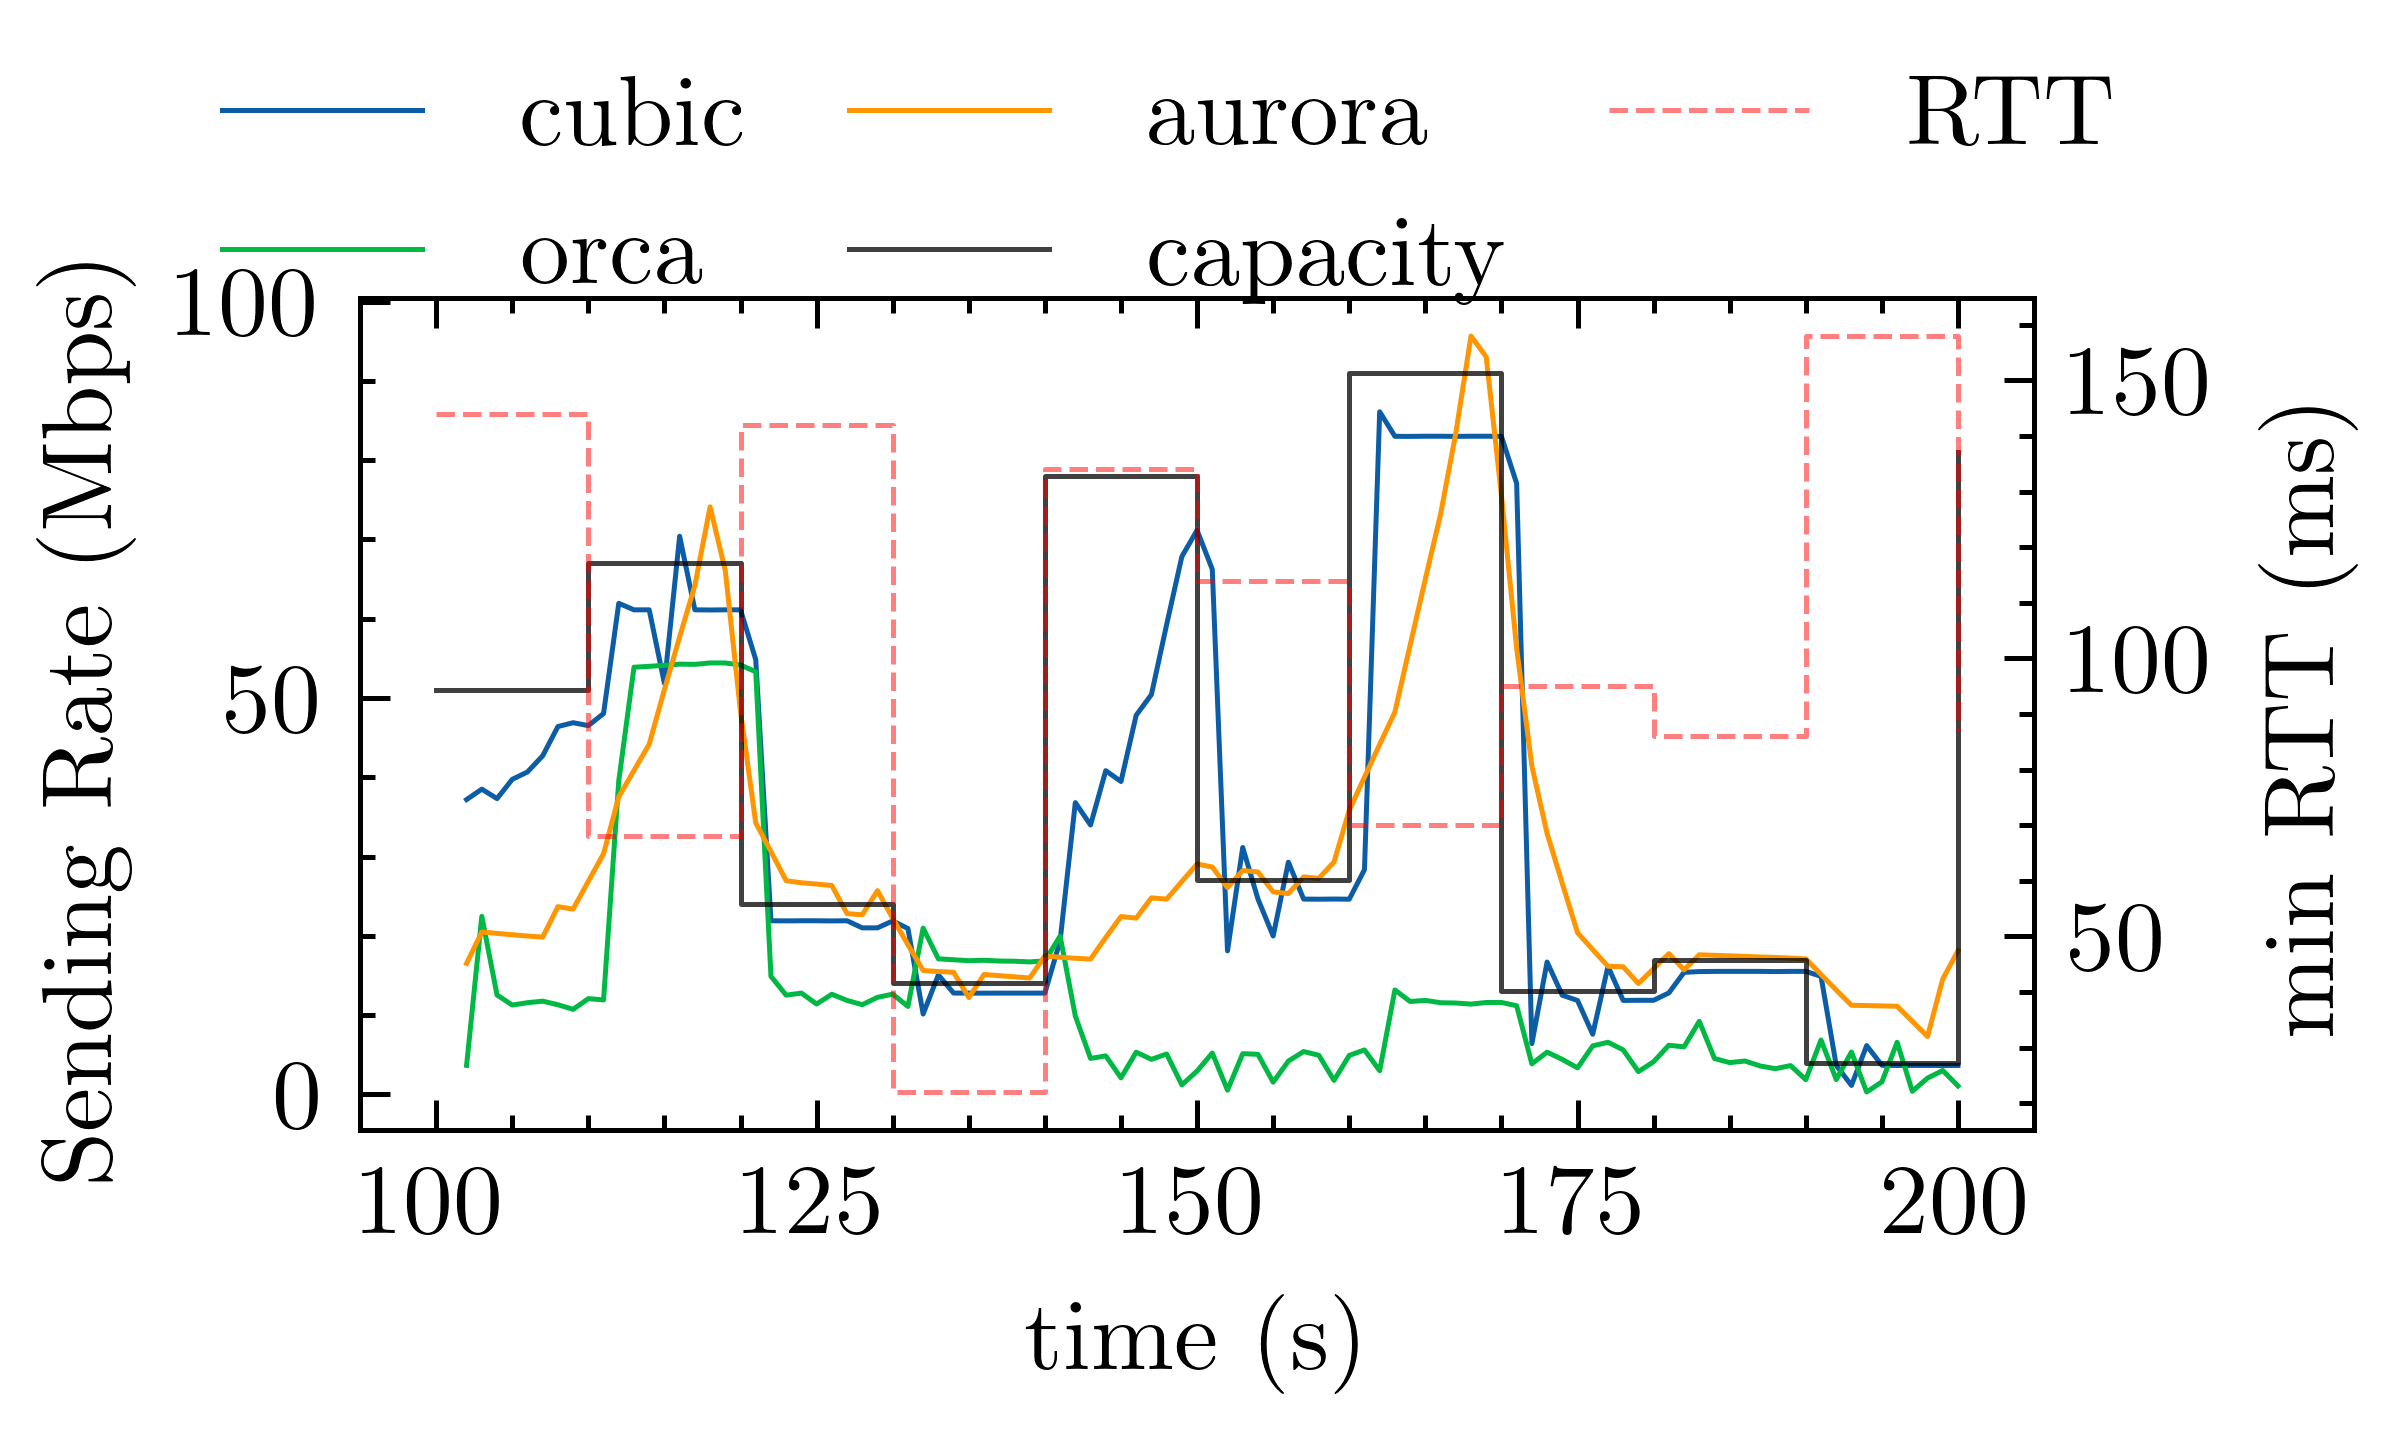 cubic
aurora
RTT
orca
capacity
Sending Rate (Mbps)
100
50
0
150
100
50
min RTT (ms)
100
125
150
175
200
time (s)